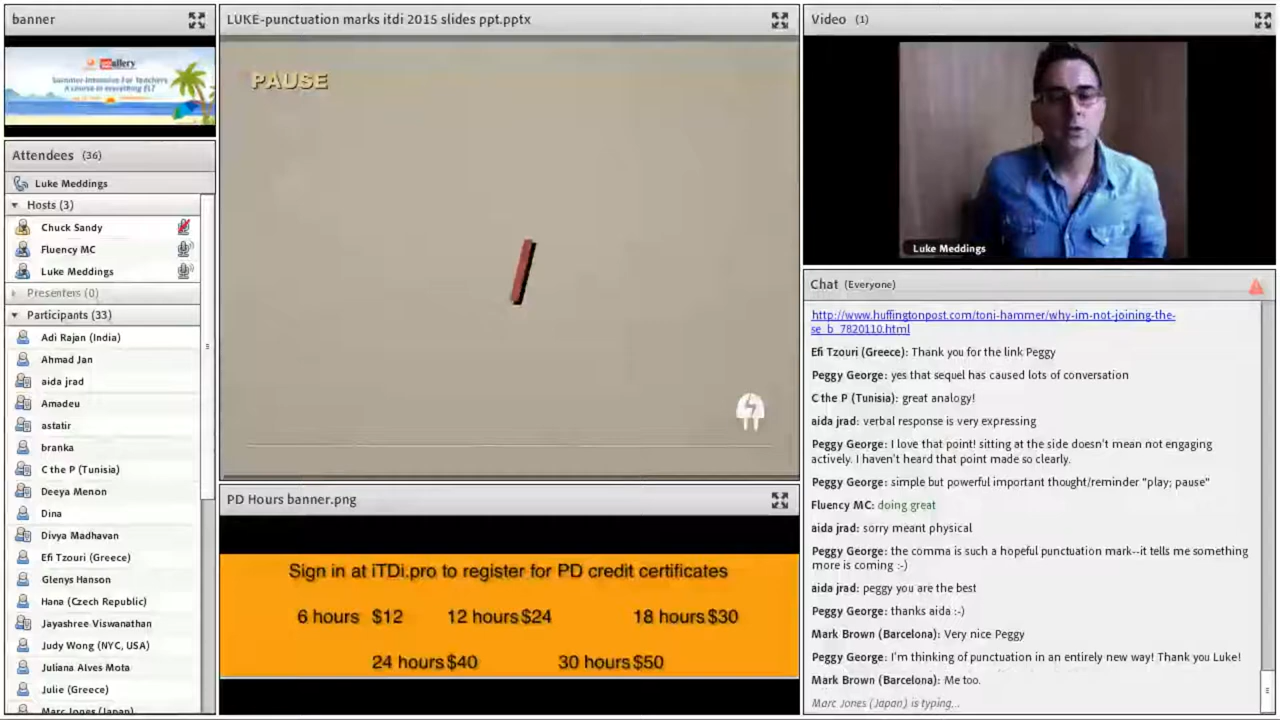 banner
allery
Summer Intensive For Teachers
A course in everything ELT
Attendees (36)
Luke Meddings
Hosts (3)
Chuck Sandy
Fluency MC
Luke Meddings
Presenters (0)
Participants (33)
Adi Rajan (India)
Ahmad Jan
aida jrad
Amadeu
astatir
branka
C the P (Tunisia)
Deeya Menon
Dina
Divya Madhavan
Efi Tzouri (Greece)
Glenys Hanson
Hana (Czech Republic)
Jayashree Viswanathan
Judy Wong (NYC, USA)
Juliana Alves Mota
Julie (Greece)
Marc Jones (Japan)
LUKE-punctuation marks itdi 2015 slides ppt.pptx
PAUSE
/
PD Hours banner.png
Sign in at iTDi.pro to register for PD credit certificates
6 hours $12 12 hours $24 18 hours $30
24 hours $40 30 hours $50
Video (1)
Luke Meddings
Chat (Everyone)
http://www.huffingtonpost.com/toni-hammer/why-im-not-joining-the-
se_b_7820110.html
Efi Tzouri (Greece): Thank you for the link Peggy
Peggy George: yes that sequel has caused lots of conversation
C the P (Tunisia): great analogy!
aida jrad: verbal response is very expressing
Peggy George: I love that point! sitting at the side doesn't mean not engaging
actively. I haven't heard that point made so clearly.
Peggy George: simple but powerful important thought/reminder "play; pause"
Fluency MC: doing great
aida jrad: sorry meant physical
Peggy George: the comma is such a hopeful punctuation mark--it tells me something
more is coming :-)
aida jrad: peggy you are the best
Peggy George: thanks aida :-)
Mark Brown (Barcelona): Very nice Peggy
Peggy George: I'm thinking of punctuation in an entirely new way! Thank you Luke!
Mark Brown (Barcelona): Me too.
Marc Jones (Japan) is typing...